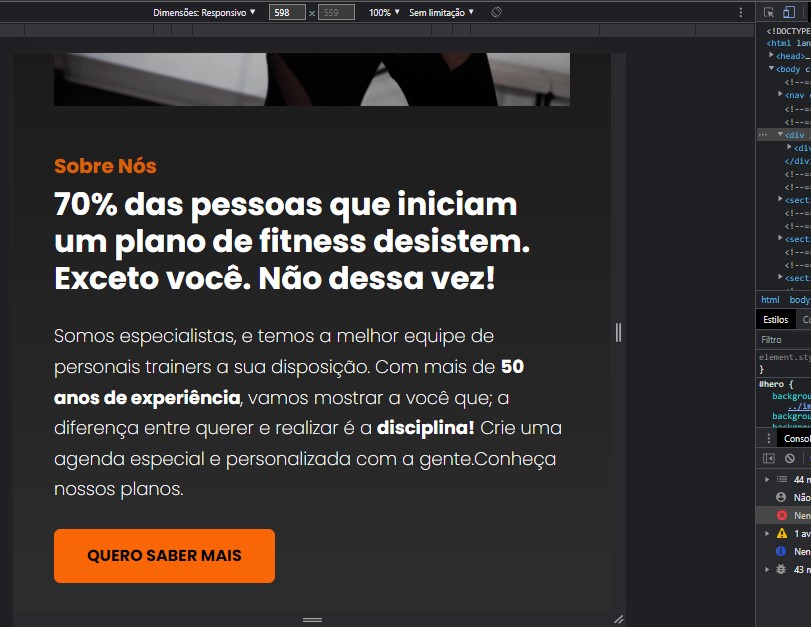 Dimensões: Responsivo ▼ 598 × 559 100% ▼ Sem limitação ▼
<!DOCTYPE
<html lan
<head>…
<body c
<!--==
<nav
<!--==
<!--==
<div
<di
</div>
<!--==
<!--==
<secti
<!--==
<!--==
<secti
<!--==
<!--==
<secti
html body
Estilos
Filtro
element.sty
}
#hero {
backgrou
../im
backgrou
Consol
44 m
Não
Nen
1 av
Nen
43 m
Sobre Nós
70% das pessoas que iniciam
um plano de fitness desistem.
Exceto você. Não dessa vez!
Somos especialistas, e temos a melhor equipe de
personais trainers a sua disposição. Com mais de 50
anos de experiência, vamos mostrar a você que; a
diferença entre querer e realizar é a disciplina! Crie uma
agenda especial e personalizada com a gente.Conheça
nossos planos.
QUERO SABER MAIS